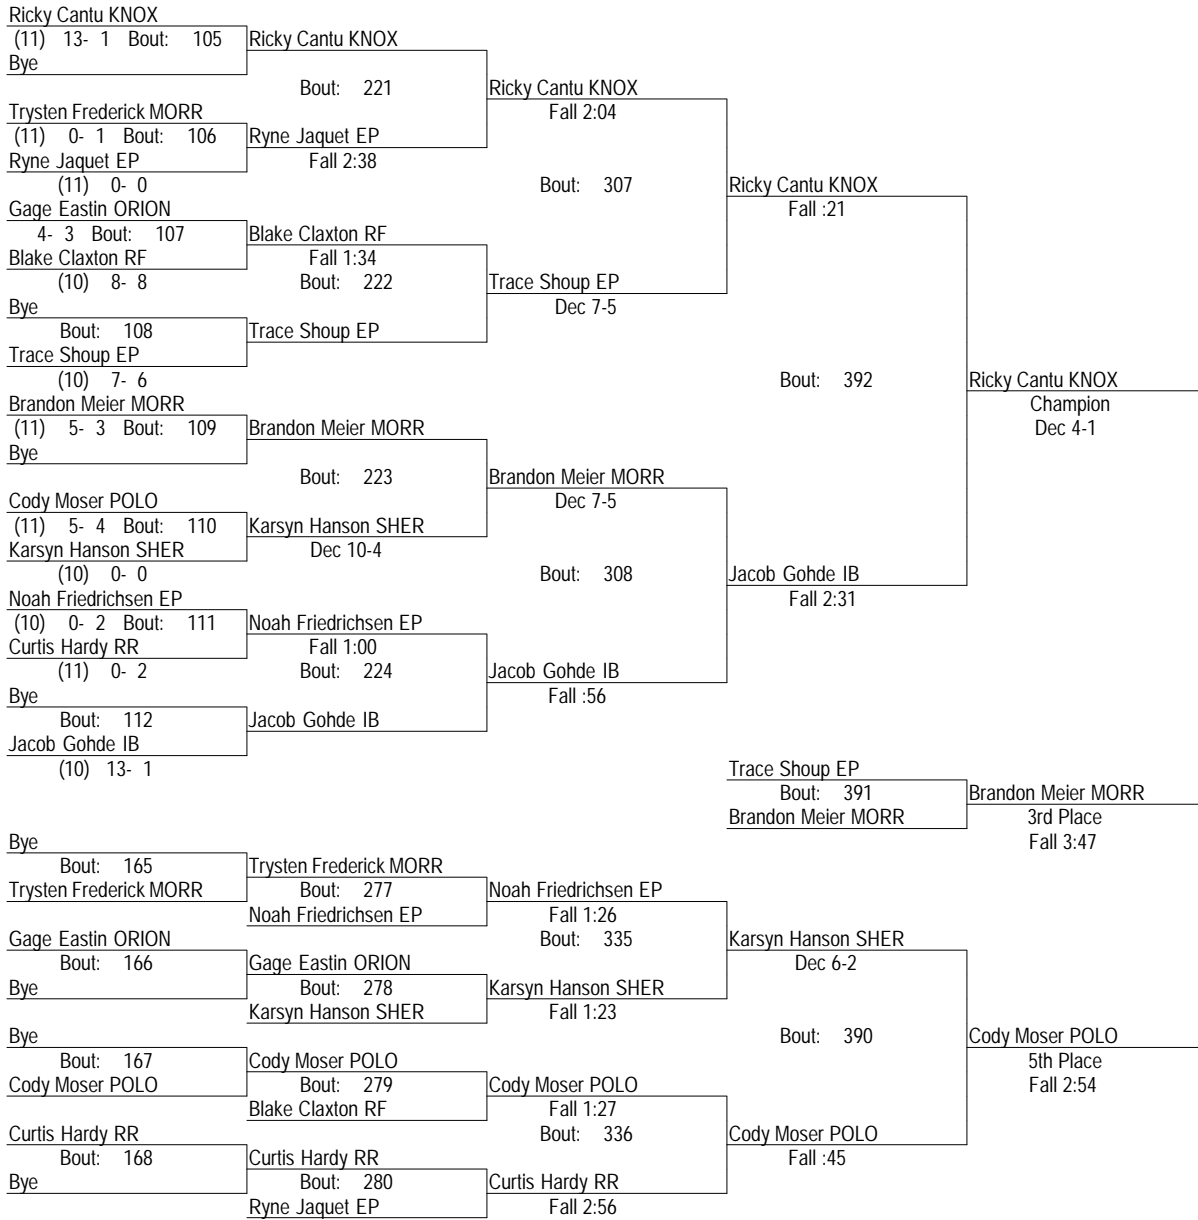 Ricky Cantu KNOX
(11) 13- 1 Bout: 105 Ricky Cantu KNOX
Bye
Bout: 221 Ricky Cantu KNOX
Trysten Frederick MORR Fall 2:04
(11) 0- 1 Bout: 106 Ryne Jaquet EP
Ryne Jaquet EP Fall 2:38
(11) 0- 0 Bout: 307 Ricky Cantu KNOX
Gage Eastin ORION Fall :21
4- 3 Bout: 107 Blake Claxton RF
Blake Claxton RF Fall 1:34
(10) 8- 8 Bout: 222 Trace Shoup EP
Bye Dec 7-5
Bout: 108 Trace Shoup EP
Trace Shoup EP
(10) 7- 6 Bout: 392 Ricky Cantu KNOX
Brandon Meier MORR Champion
(11) 5- 3 Bout: 109 Brandon Meier MORR Dec 4-1
Bye
Bout: 223 Brandon Meier MORR
Cody Moser POLO Dec 7-5
(11) 5- 4 Bout: 110 Karsyn Hanson SHER
Karsyn Hanson SHER Dec 10-4
(10) 0- 0 Bout: 308 Jacob Gohde IB
Noah Friedrichsen EP Fall 2:31
(10) 0- 2 Bout: 111 Noah Friedrichsen EP
Curtis Hardy RR Fall 1:00
(11) 0- 2 Bout: 224 Jacob Gohde IB
Bye Fall :56
Bout: 112 Jacob Gohde IB
Jacob Gohde IB
(10) 13- 1 Trace Shoup EP
Bout: 391 Brandon Meier MORR
Brandon Meier MORR 3rd Place
Bye Fall 3:47
Bout: 165 Trysten Frederick MORR
Trysten Frederick MORR Bout: 277 Noah Friedrichsen EP
Noah Friedrichsen EP Fall 1:26
Gage Eastin ORION Bout: 335 Karsyn Hanson SHER
Bout: 166 Gage Eastin ORION Dec 6-2
Bye Bout: 278 Karsyn Hanson SHER
Karsyn Hanson SHER Fall 1:23
Bye Bout: 390 Cody Moser POLO
Bout: 167 Cody Moser POLO 5th Place
Cody Moser POLO Bout: 279 Cody Moser POLO Fall 2:54
Blake Claxton RF Fall 1:27
Curtis Hardy RR Bout: 336 Cody Moser POLO
Bout: 168 Curtis Hardy RR Fall :45
Bye Bout: 280 Curtis Hardy RR
Ryne Jaquet EP Fall 2:56